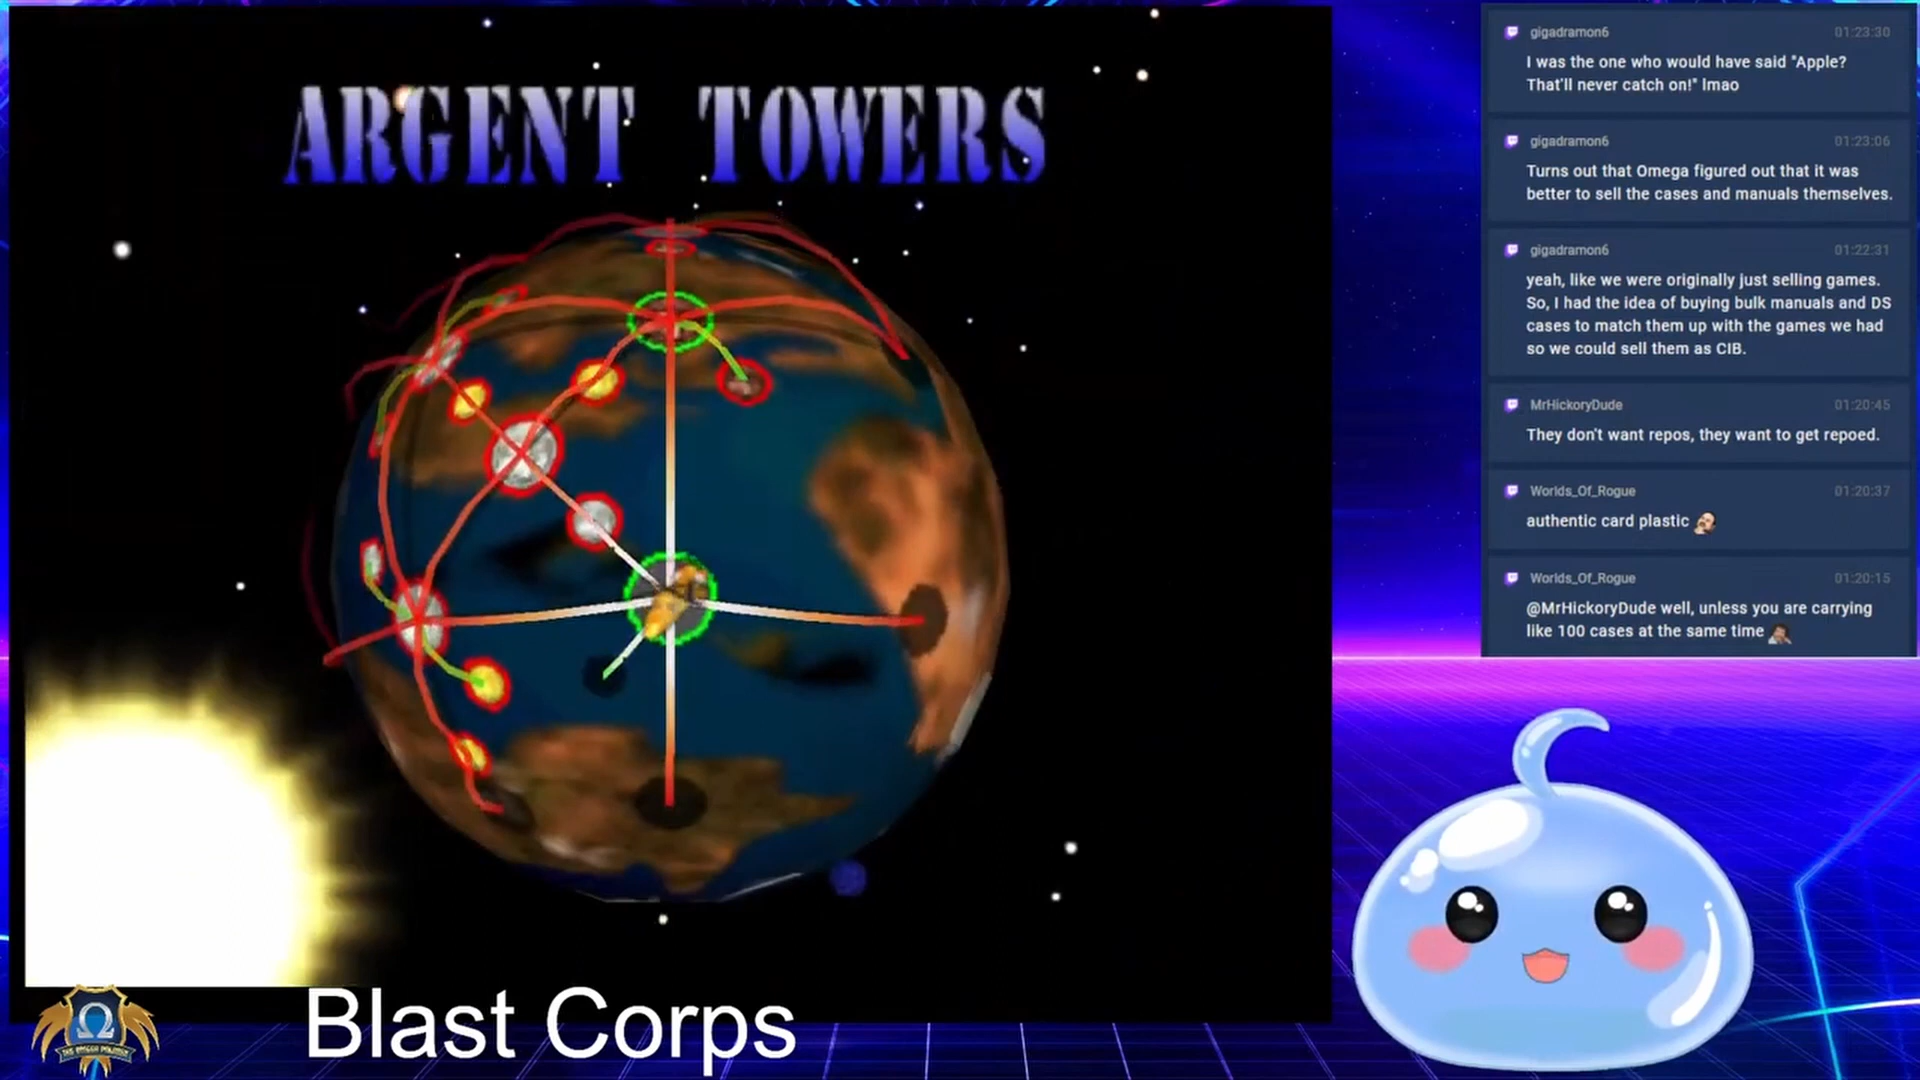 ARGENT TOWERS
gigadramon6 01:23:30
I was the one who would have said "Apple?
That'll never catch on!" lmao
gigadramon6 01:23:06
Turns out that Omega figured out that it was
better to sell the cases and manuals themselves.
gigadramon6 01:22:31
yeah, like we were originally just selling games.
So, I had the idea of buying bulk manuals and DS
cases to match them up with the games we had
so we could sell them as CIB.
MrHickoryDude 01:20:45
They don't want repos, they want to get repoed.
Worlds_Of_Rogue 01:20:37
authentic card plastic
Worlds_Of_Rogue 01:20:15
@MrHickoryDude well, unless you are carrying
like 100 cases at the same time
Blast Corps
Ω